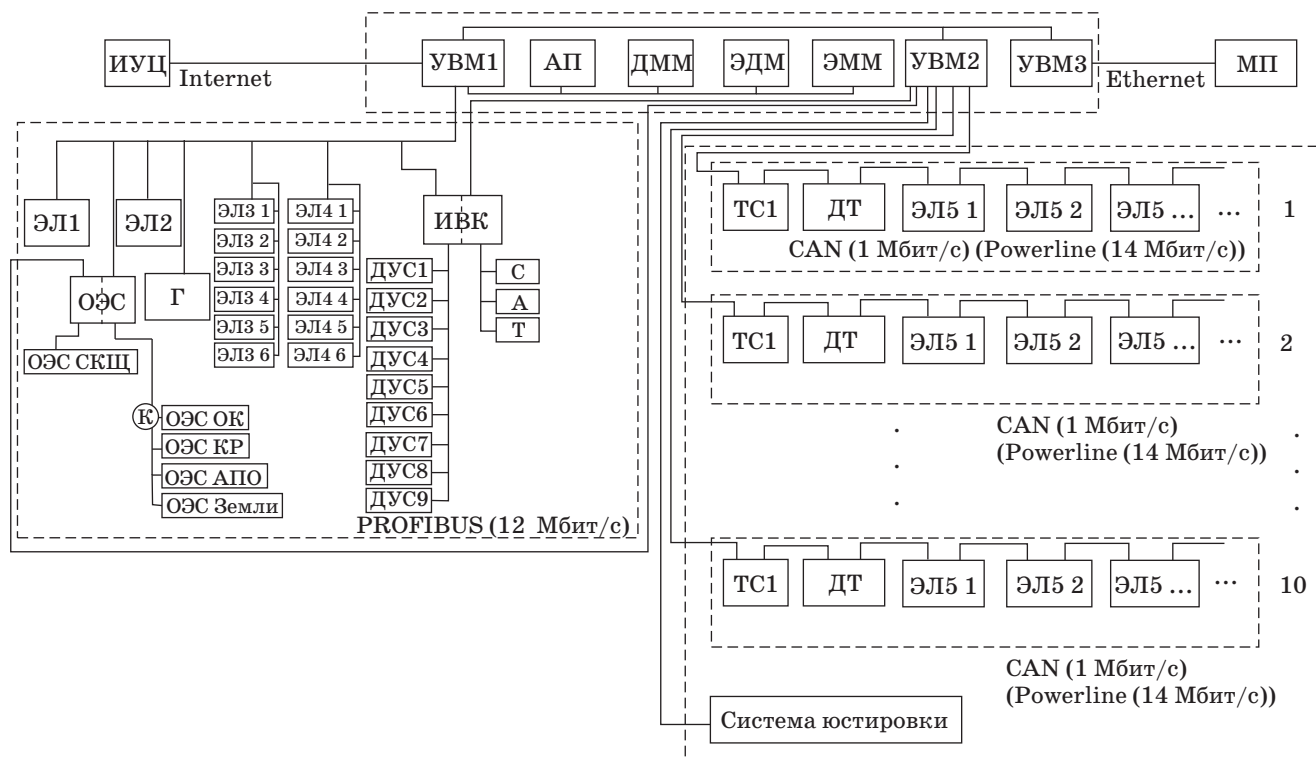 ИУЦ
Internet
УВМ1
АП
ДММ
ЭДМ
ЭММ
УВМ2
УВМ3
Ethernet
МП
ЭЛ1
ЭЛ2
ОЭС
Г
ОЭС СКЩ
К
ОЭС ОК
ОЭС КР
ОЭС АПО
ОЭС Земли
ЭЛ3 1
ЭЛ3 2
ЭЛ3 3
ЭЛ3 4
ЭЛ3 5
ЭЛ3 6
ЭЛ4 1
ЭЛ4 2
ЭЛ4 3
ЭЛ4 4
ЭЛ4 5
ЭЛ4 6
ИВК
ДУС1
ДУС2
ДУС3
ДУС4
ДУС5
ДУС6
ДУС7
ДУС8
ДУС9
С
А
Т
PROFIBUS (12 Мбит/с)
ТС1
ДТ
ЭЛ5 1
ЭЛ5 2
ЭЛ5 ...
...
1
CAN (1 Мбит/с) (Powerline (14 Мбит/с))
ТС1
ДТ
ЭЛ5 1
ЭЛ5 2
ЭЛ5 ...
...
2
CAN (1 Мбит/с)
(Powerline (14 Мбит/с))
ТС1
ДТ
ЭЛ5 1
ЭЛ5 2
ЭЛ5 ...
...
10
CAN (1 Мбит/с)
(Powerline (14 Мбит/с))
Система юстировки